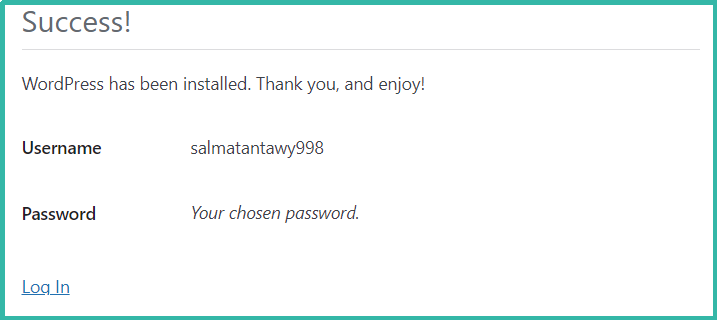 Success!
WordPress has been installed. Thank you, and enjoy!
Username salmatantawy998
Password Your chosen password.
Log In